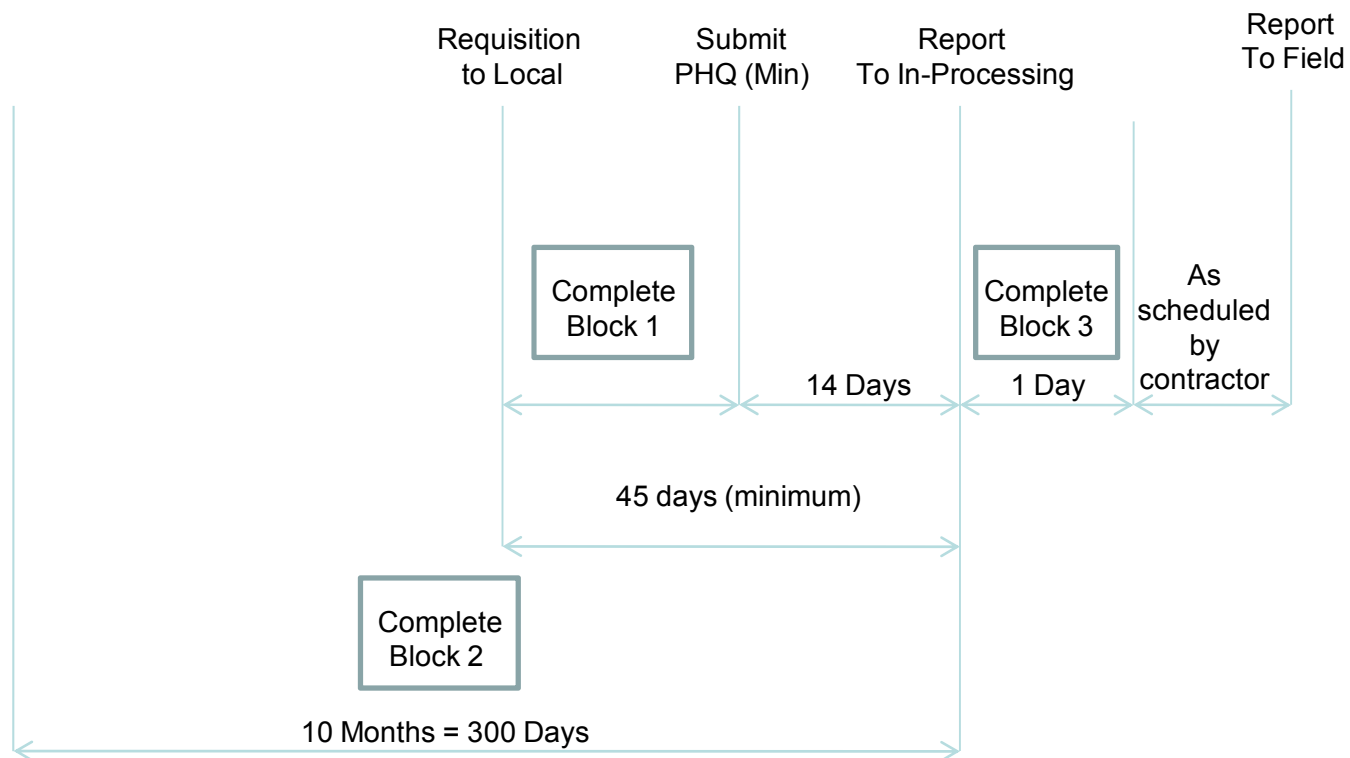 Requisition
to Local
Submit
PHQ (Min)
Report
To In-Processing
Report
To Field
Complete
Block 1
Complete
Block 3
As
scheduled
by
contractor
14 Days
1 Day
45 days (minimum)
Complete
Block 2
10 Months = 300 Days